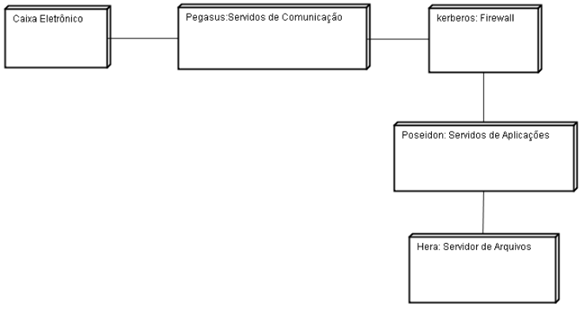 Caixa Eletrônico
Pegasus:Servidos de Comunicação
kerberos: Firewall
Poseidon: Servidos de Aplicações
Hera: Servidor de Arquivos